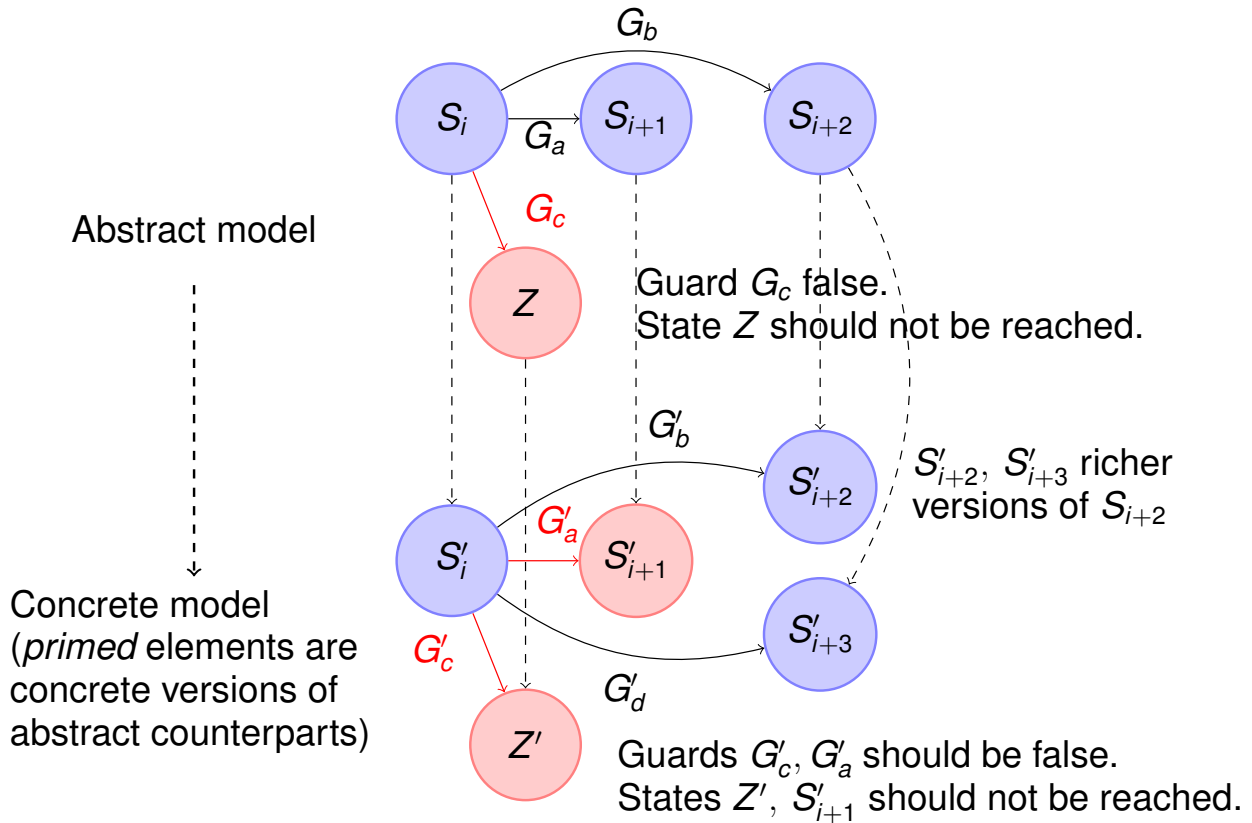 G_b
S_i
G_a
S_{i+1}
S_{i+2}
G_c
Abstract model
Z
Guard G_c false.
State Z should not be reached.
G′_b
S′_{i+2}
S′_{i+2}, S′_{i+3} richer
versions of S_{i+2}
G′_a
S′_i
S′_{i+1}
Concrete model
(primed elements are
concrete versions of
abstract counterparts)
G′_c
S′_{i+3}
G′_d
Z′
Guards G′_c, G′_a should be false.
States Z′, S′_{i+1} should not be reached.